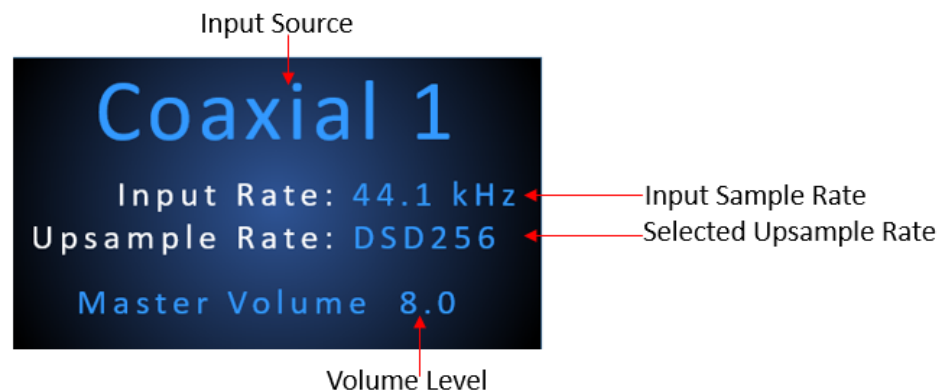 Input Source
Coaxial 1
Input Rate: 44.1 kHz
Input Sample Rate
Upsample Rate: DSD256
Selected Upsample Rate
Master Volume 8.0
Volume Level